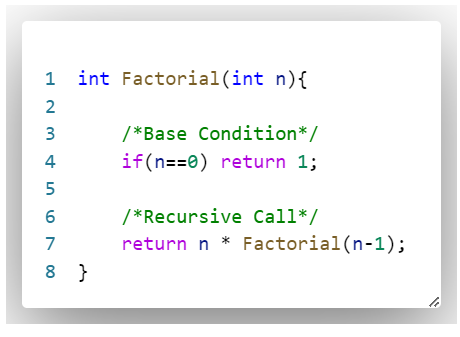 1 int Factorial(int n){
2
3     /*Base Condition*/
4     if(n==0) return 1;
5
6     /*Recursive Call*/
7     return n * Factorial(n-1);
8 }